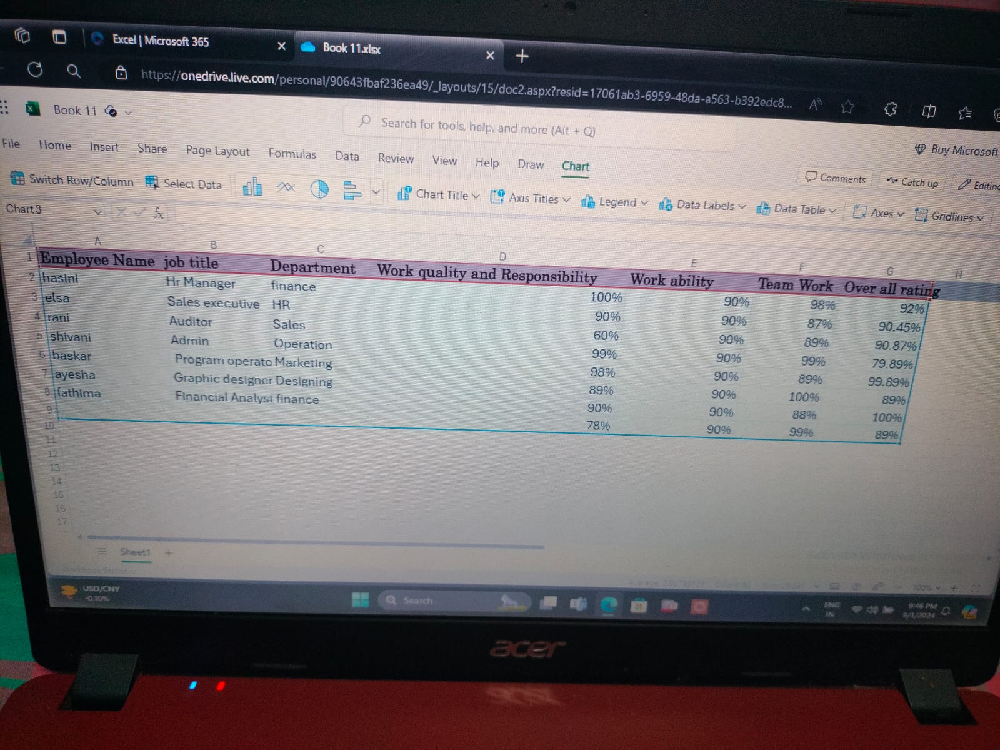 Excel | Microsoft 365
Book 11.xlsx
https://onedrive.live.com/personal/90643fbaf236ea49/_layouts/15/doc2.aspx?resid=17061ab3-6959-48da-a563-b392edc8...
Book 11
Search for tools, help, and more (Alt + Q)
Buy Microsoft
File Home Insert Share Page Layout Formulas Data Review View Help Draw Chart
Comments Catch up Editing
Switch Row/Column Select Data Chart Title Axis Titles Legend Data Labels Data Table Axes Gridlines
Chart 3 fx
A B C D E F G H
1 Employee Name job title Department Work quality and Responsibility Work ability Team Work Over all rating
2 hasini Hr Manager finance 100% 90% 98% 92%
3 elsa Sales executive HR 90% 90% 87% 90.45%
4 rani Auditor Sales 60% 90% 89% 90.87%
5 shivani Admin Operation 99% 90% 99% 79.89%
6 baskar Program operato Marketing 98% 90% 89% 99.89%
7 ayesha Graphic designer Designing 89% 90% 100% 89%
8 fathima Financial Analyst finance 90% 90% 88% 100%
9 78% 90% 99% 89%
10
11
12
13
14
15
16
17
Sheet1 +
Workbook Statistics
100%
USD/CNY
-0.10%
Search
ENG
IN
9:46 PM
9/1/2024
acer